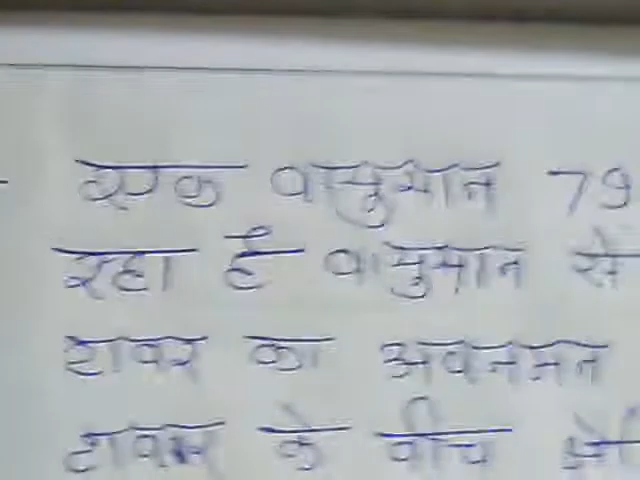 एक वायुयान 79
रहा है वायुयान से
टावर का अवनमन
टावर के बीच